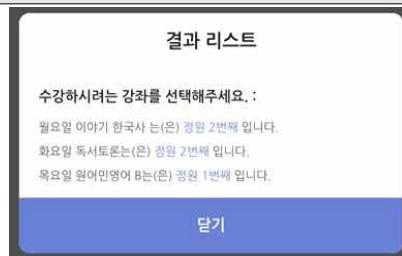 결과 리스트
수강하시려는 강좌를 선택해주세요. :
월요일 이야기 한국사 는(은) 정원 2번째 입니다.
화요일 독서토론는(은) 정원 2번째 입니다.
목요일 원어민영어 B는(은) 정원 1번째 입니다.
닫기